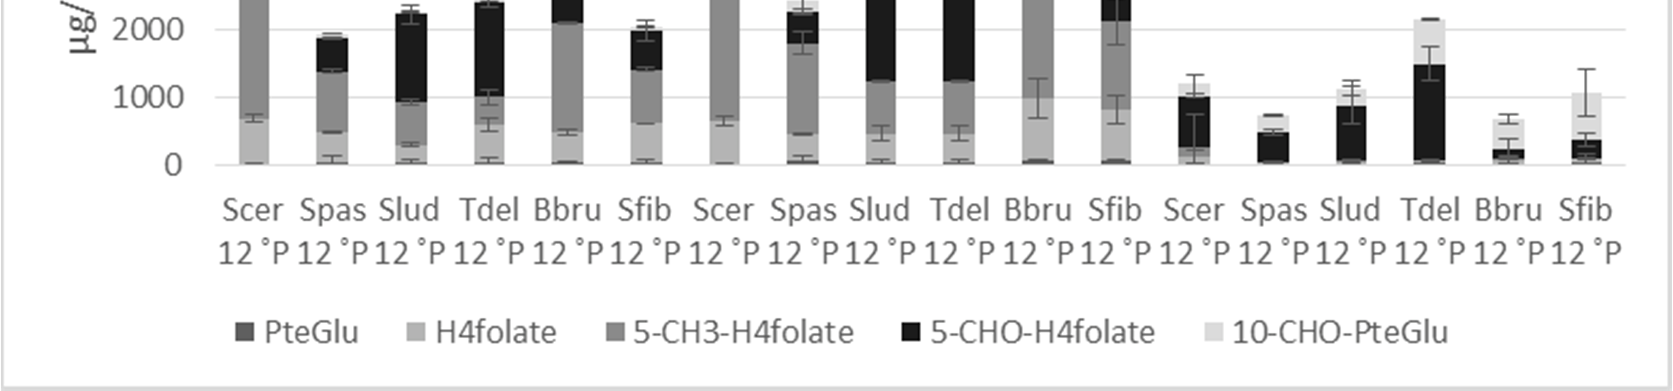 µg/
2000
1000
0
Scer Spas Slud Tdel Bbru Sfib Scer Spas Slud Tdel Bbru Sfib Scer Spas Slud Tdel Bbru Sfib
12 °P 12 °P 12 °P 12 °P 12 °P 12 °P 12 °P 12 °P 12 °P 12 °P 12 °P 12 °P 12 °P 12 °P 12 °P 12 °P 12 °P 12 °P
PteGlu H4folate 5-CH3-H4folate 5-CHO-H4folate 10-CHO-PteGlu